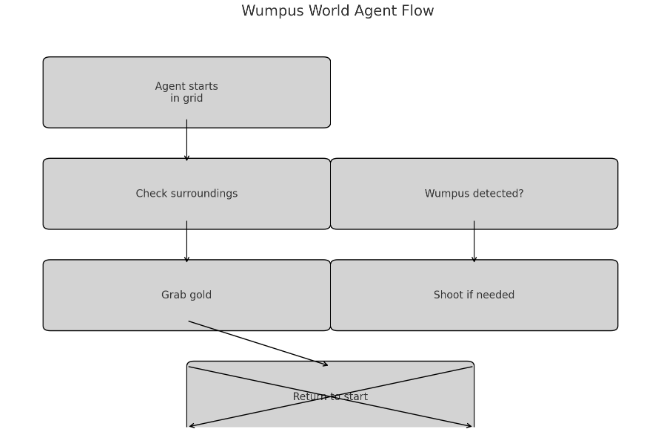 Wumpus World Agent Flow
Agent starts
in grid
Check surroundings
Wumpus detected?
Grab gold
Shoot if needed
Return to start